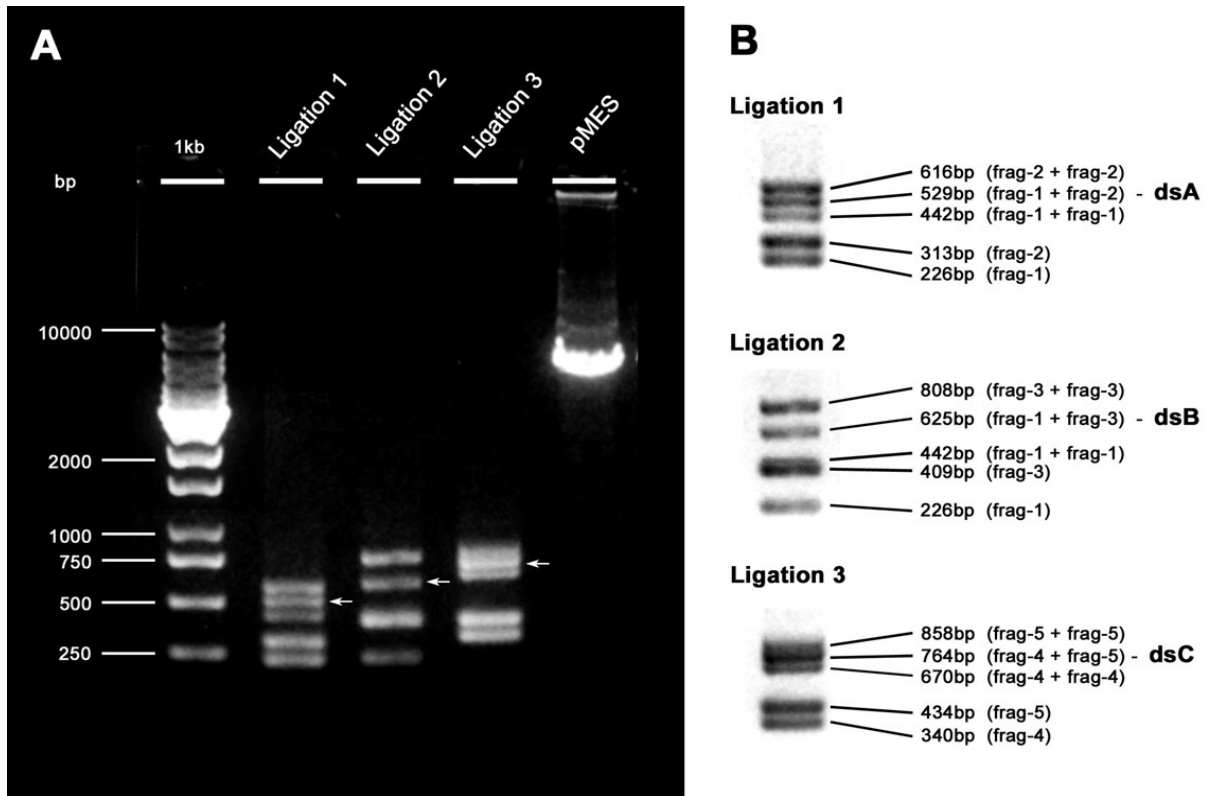 A
1kb
Ligation 1
Ligation 2
Ligation 3
pMES
bp
10000
2000
1000
750
500
250
B
Ligation 1
616bp (frag-2 + frag-2)
529bp (frag-1 + frag-2) - dsA
442bp (frag-1 + frag-1)
313bp (frag-2)
226bp (frag-1)
Ligation 2
808bp (frag-3 + frag-3)
625bp (frag-1 + frag-3) - dsB
442bp (frag-1 + frag-1)
409bp (frag-3)
226bp (frag-1)
Ligation 3
858bp (frag-5 + frag-5)
764bp (frag-4 + frag-5) - dsC
670bp (frag-4 + frag-4)
434bp (frag-5)
340bp (frag-4)